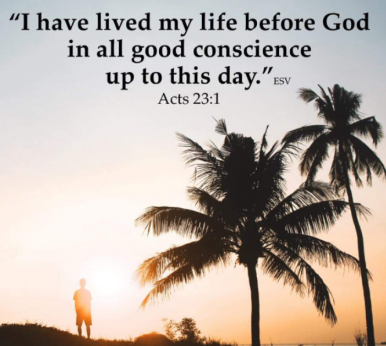 “I have lived my life before God
in all good conscience
up to this day.” ESV
Acts 23:1